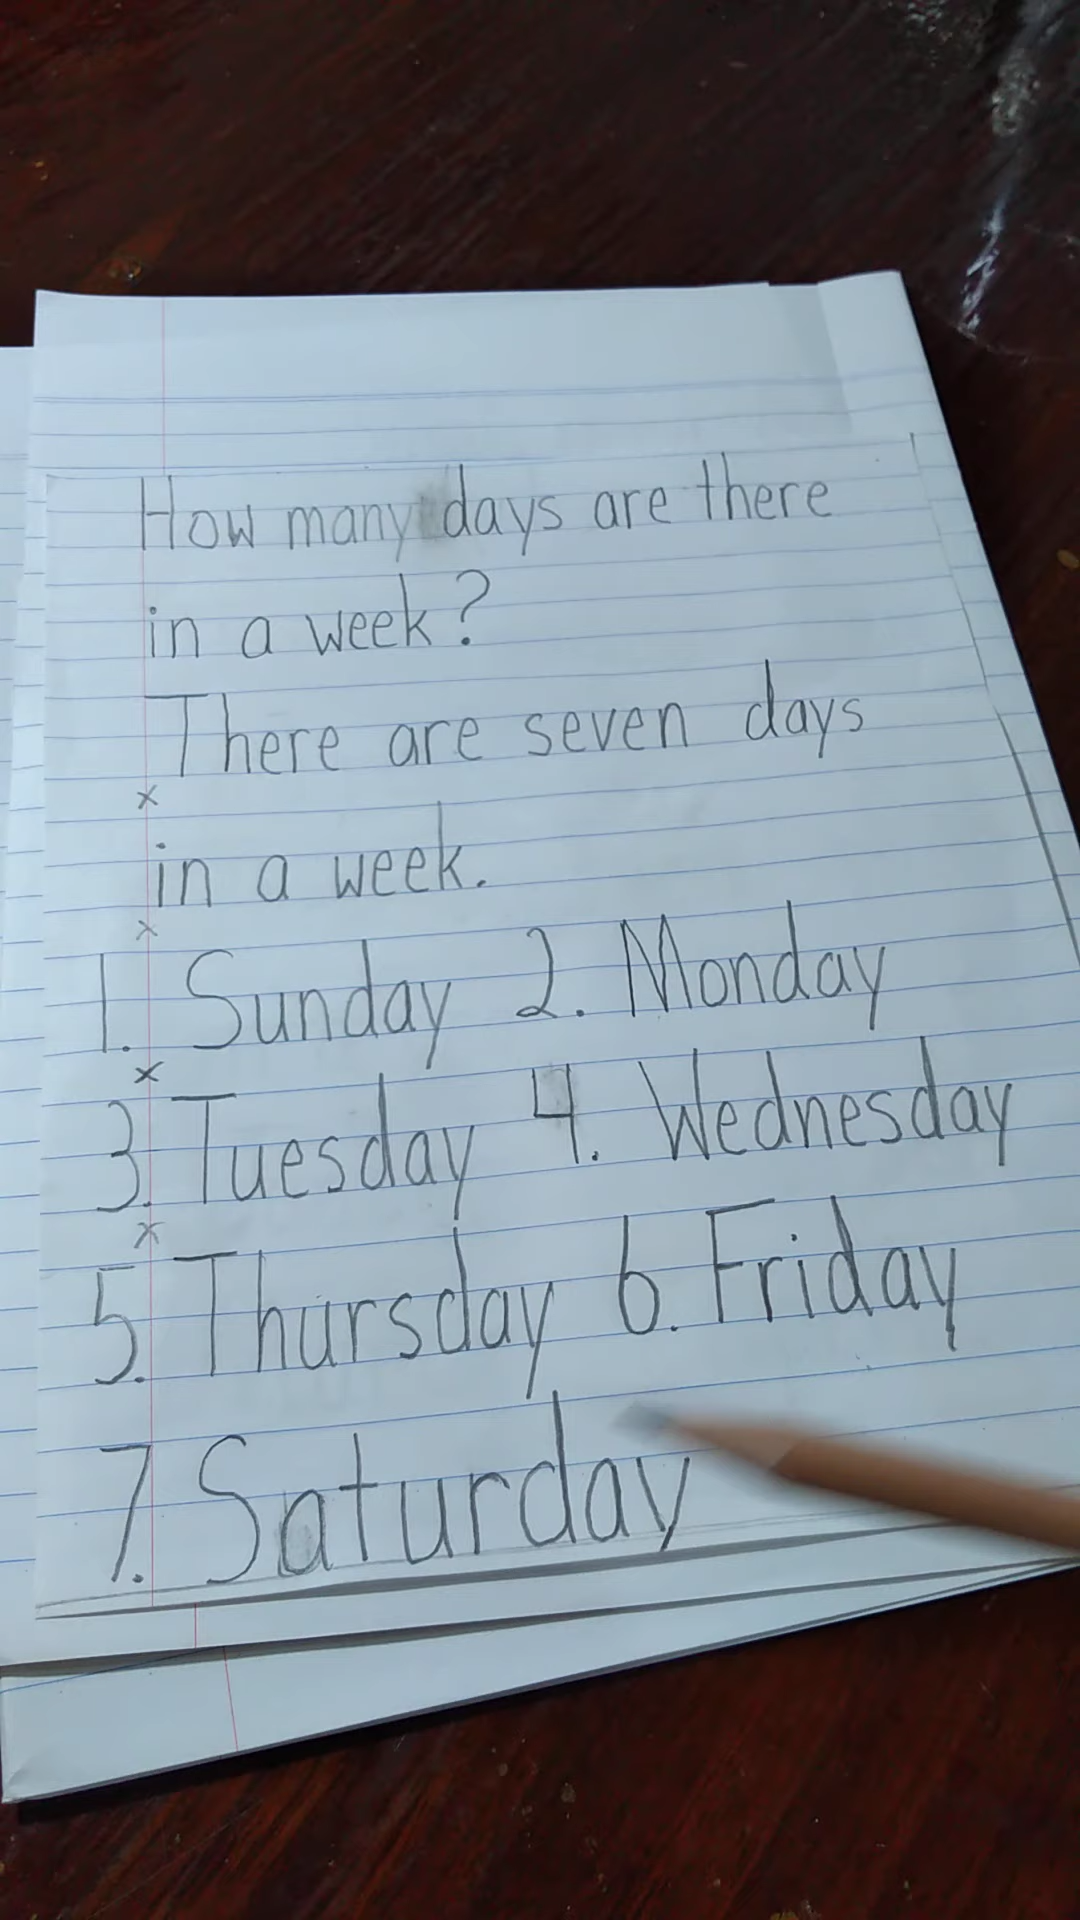 How many days are there
in a week?
There are seven days
x
in a week.
x
1. Sunday 2. Monday
x
3. Tuesday 4. Wednesday
x
5. Thursday 6. Friday
7. Saturday